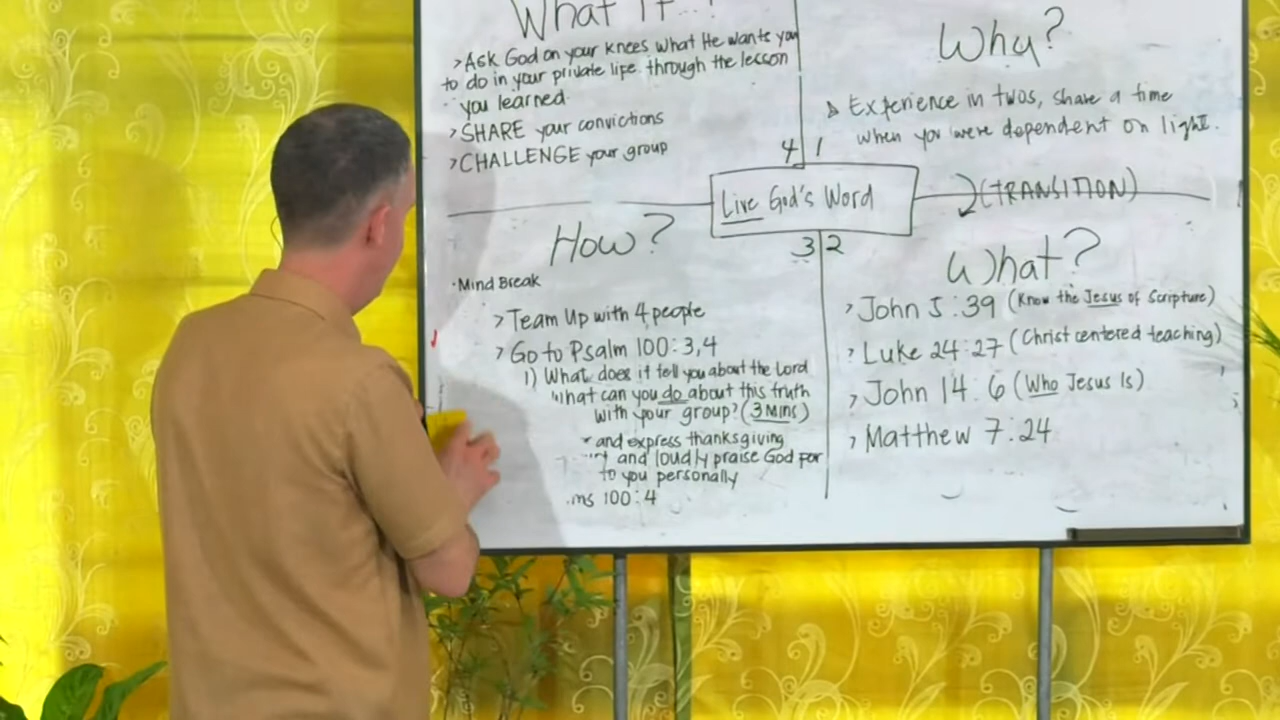 What If..?
> Ask God on your knees what He wants you
to do in your private life through the lesson
you learned.
> SHARE your convictions
> CHALLENGE your group
4
Why?
> Experience in twos, share a time
when you were dependent on light.
1
Live God's Word
(TRANSITION)
How?
3
· Mind Break
> Team Up with 4 people
> Go to Psalm 100:3,4
1) What does it tell you about the Lord
What can you do about this truth
with your group? (3 MINS)
and express thanksgiving
and loudly praise God for
to you personally
ms 100:4
2
What?
> John 5:39 (Know the Jesus of Scripture)
> Luke 24:27 (Christ centered teaching)
> John 14:6 (Who Jesus Is)
> Matthew 7:24